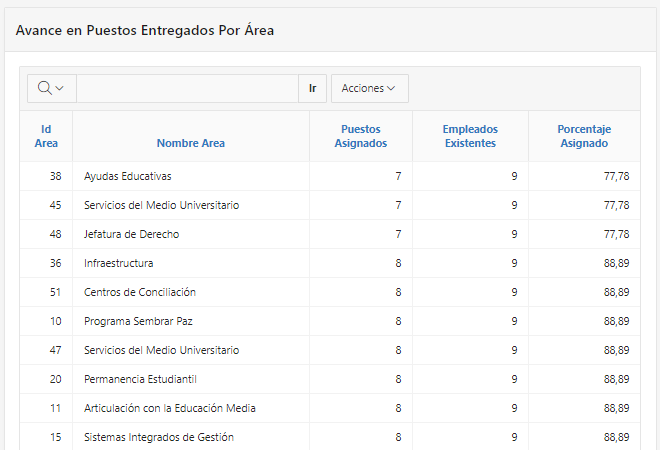 Avance en Puestos Entregados Por Área
Ir Acciones
Id Area Nombre Area Puestos Asignados Empleados Existentes Porcentaje Asignado
38 Ayudas Educativas 7 9 77,78
45 Servicios del Medio Universitario 7 9 77,78
48 Jefatura de Derecho 7 9 77,78
36 Infraestructura 8 9 88,89
51 Centros de Conciliación 8 9 88,89
10 Programa Sembrar Paz 8 9 88,89
47 Servicios del Medio Universitario 8 9 88,89
20 Permanencia Estudiantil 8 9 88,89
11 Articulación con la Educación Media 8 9 88,89
15 Sistemas Integrados de Gestión 8 9 88,89